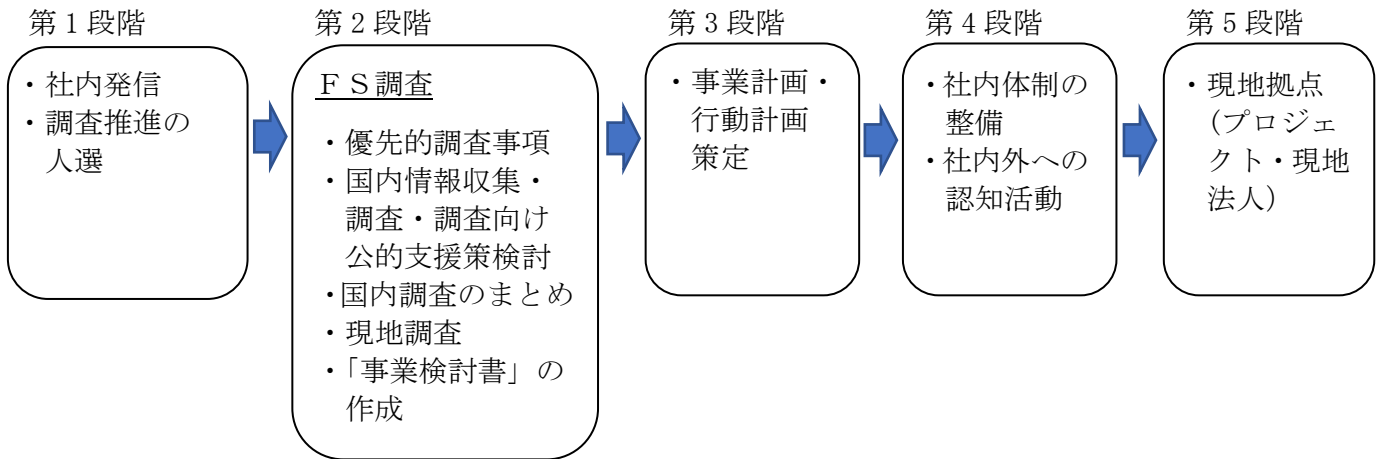 第1段階
・社内発信
・調査推進の
人選
第2段階
ＦＳ調査
・優先的調査事項
・国内情報収集・
調査・調査向け
公的支援策検討
・国内調査のまとめ
・現地調査
・「事業検討書」の
作成
第3段階
・事業計画・
行動計画
策定
第4段階
・社内体制の
整備
・社内外への
認知活動
第5段階
・現地拠点
（プロジェ
クト・現地
法人）